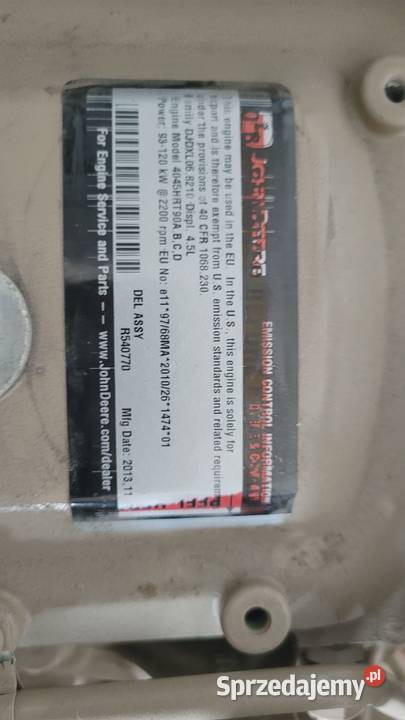 JOHN DEERE
EMISSION CONTROL INFORMATION
This engine may be used in the EU. In the U.S., this engine is solely for
export and is therefore exempt from U.S. emission standards and related requirem
under the provisions of 40 CFR 1068.230.
Family DJDXL06.8210 Displ. 4.5L
Engine Model 4045HRT90A,B,C,D
Power: 93-120 kW @ 2200 rpm EU No: e11*97/68MA*2010/26*1474*01
DEL ASSY
R540770 Mfg Date: 2013.11
For Engine Service and Parts -- www.JohnDeere.com/dealer
Sprzedajemy.pl